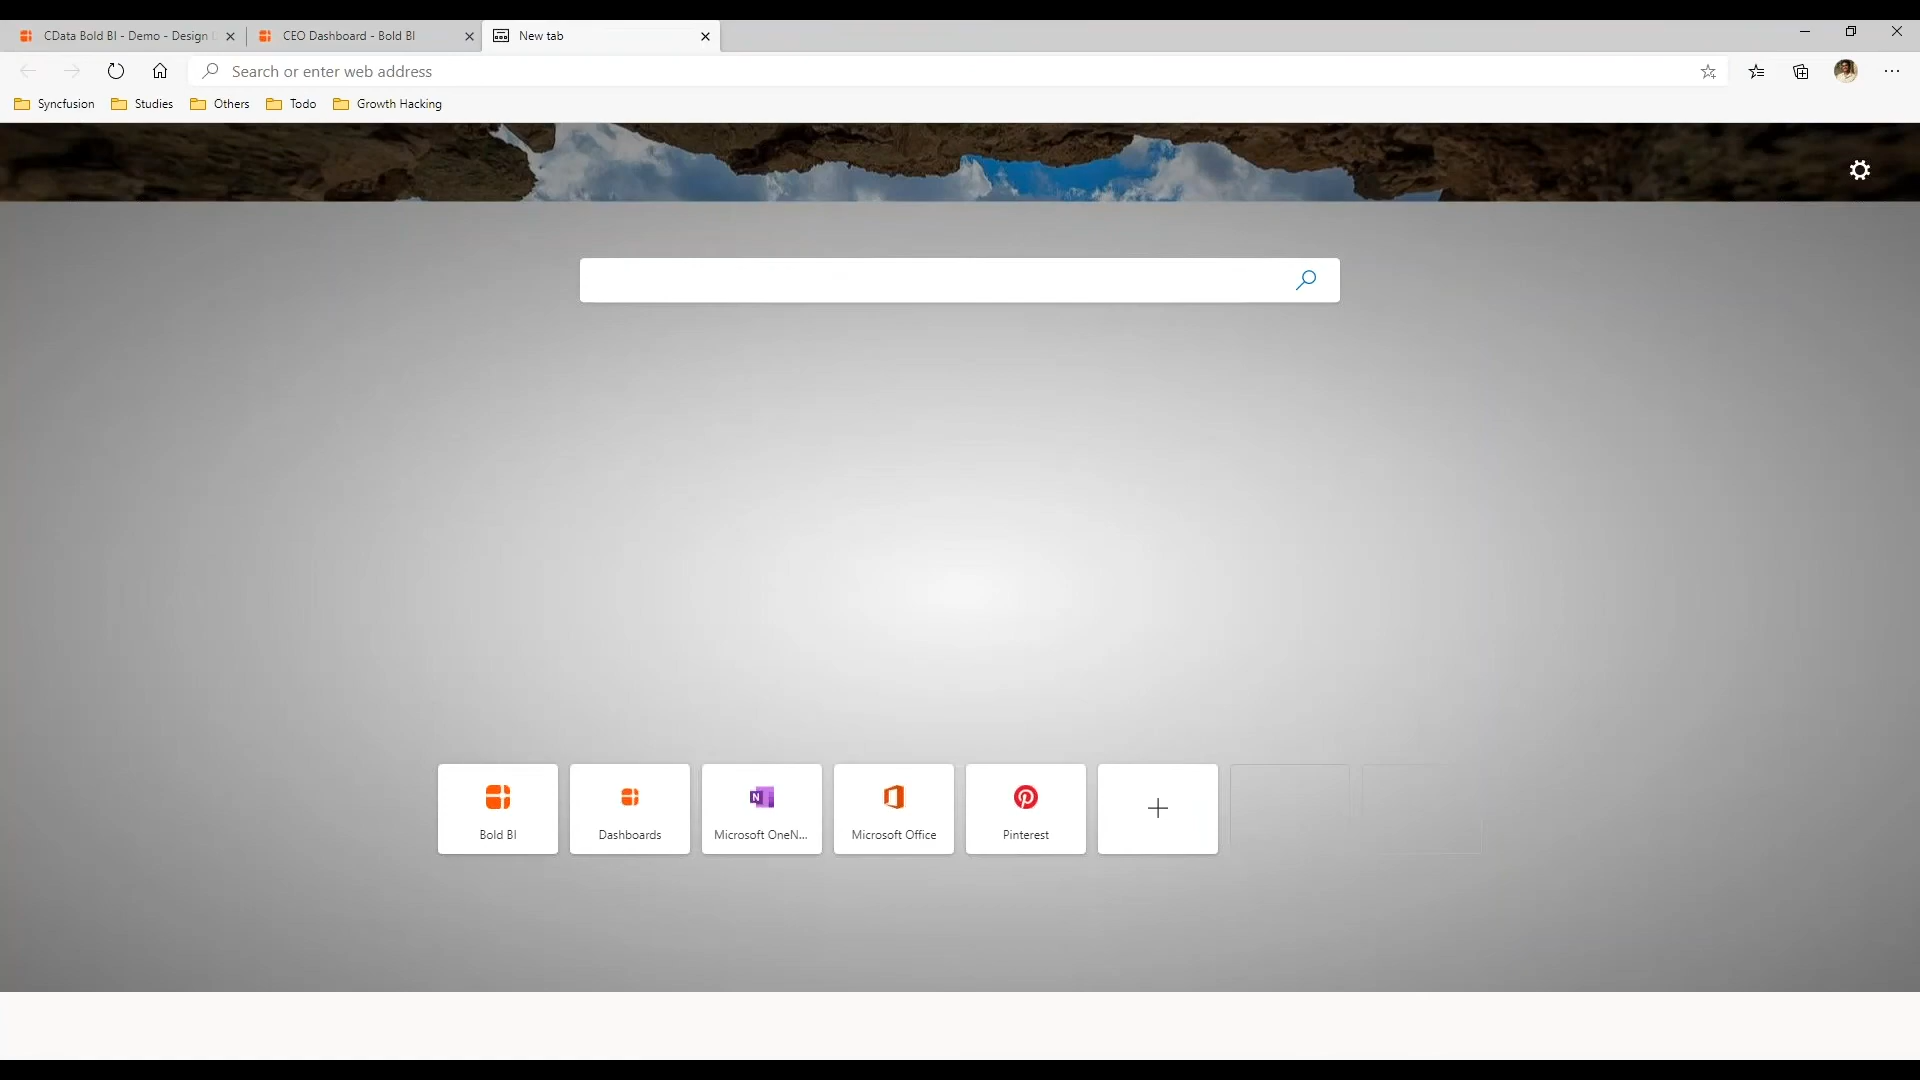 CData Bold BI - Demo - Design
CEO Dashboard - Bold BI
New tab
Search or enter web address
Syncfusion
Studies
Others
Todo
Growth Hacking
Bold BI
Dashboards
Microsoft OneN...
Microsoft Office
Pinterest